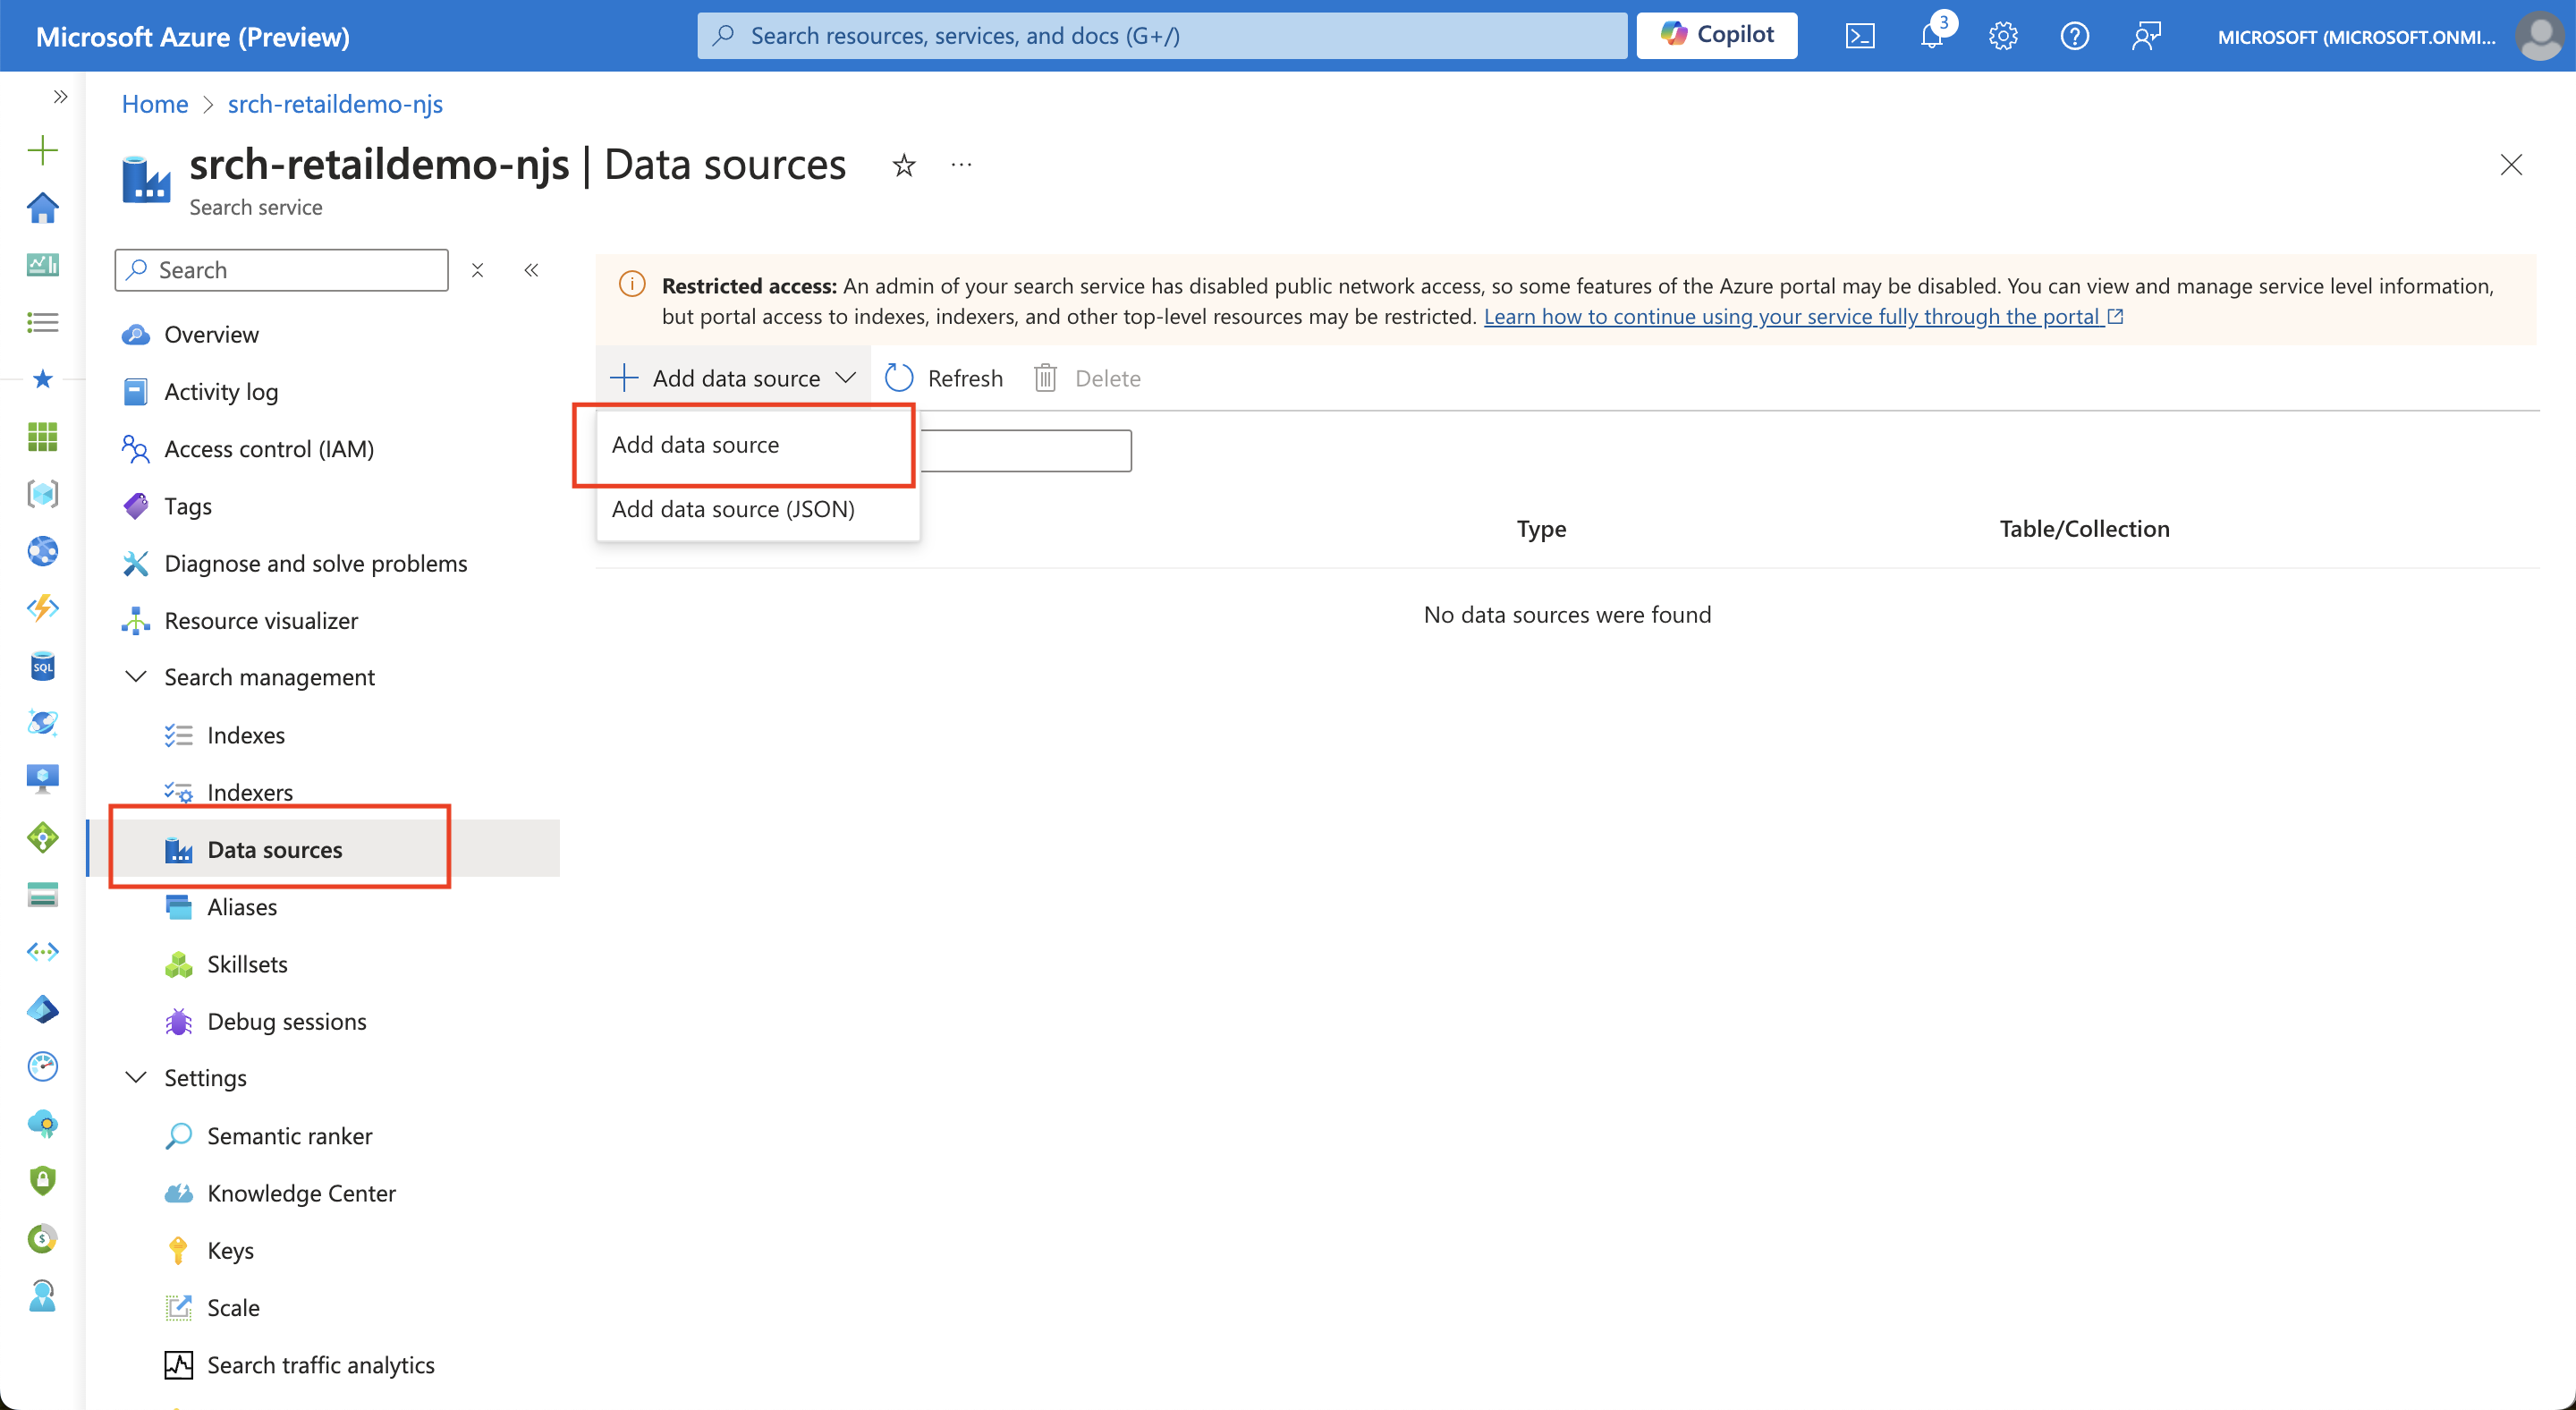 Microsoft Azure (Preview)
Search resources, services, and docs (G+/)
Copilot
3
MICROSOFT (MICROSOFT.ONMI...
Home > srch-retaildemo-njs
srch-retaildemo-njs | Data sources
Search service
Search
Overview
Activity log
Access control (IAM)
Tags
Diagnose and solve problems
Resource visualizer
Search management
Indexes
Indexers
Data sources
Aliases
Skillsets
Debug sessions
Settings
Semantic ranker
Knowledge Center
Keys
Scale
Search traffic analytics
Restricted access: An admin of your search service has disabled public network access, so some features of the Azure portal may be disabled. You can view and manage service level information,
but portal access to indexes, indexers, and other top-level resources may be restricted. Learn how to continue using your service fully through the portal
Add data source
Refresh
Delete
Add data source
Add data source (JSON)
Type
Table/Collection
No data sources were found
SQL